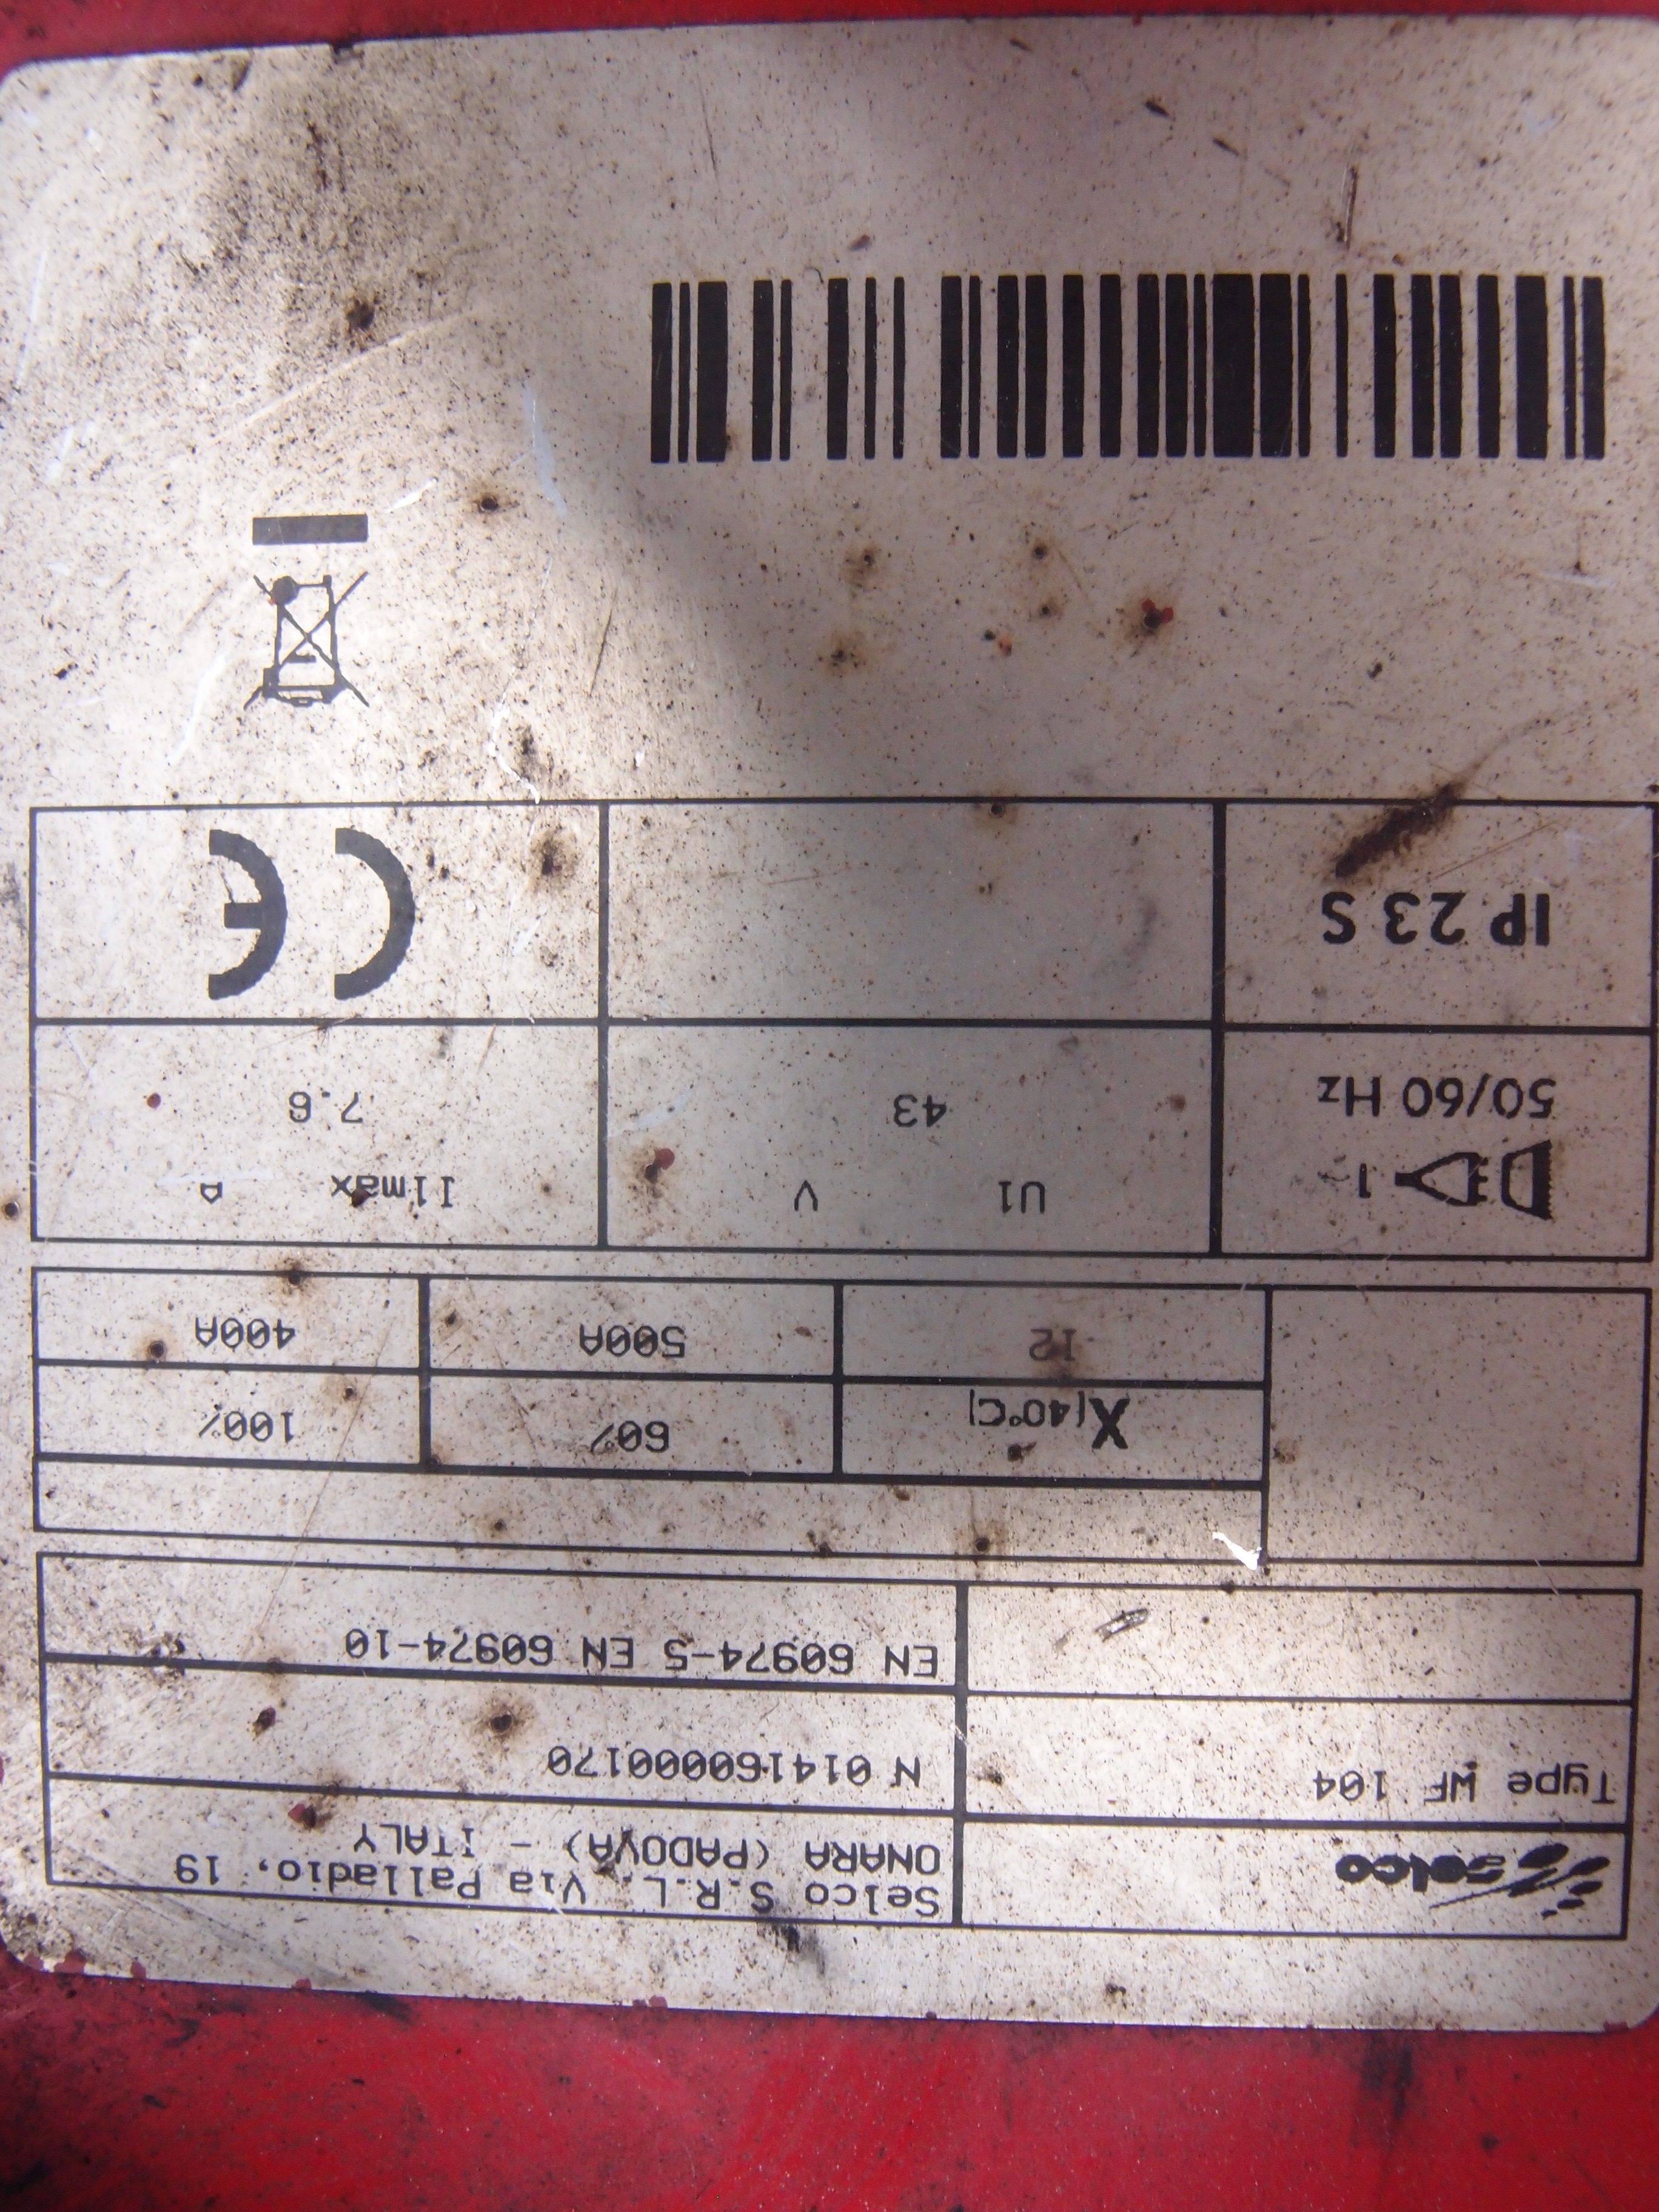 selco
Selco S.R.L. Via Palladio, 19
ONARA (PADOVA) - ITALY
Type WF 104
N 014160000170
EN 60974-5 EN 60974-10
X(40°C) 60% 100%
I2 500A 400A
1~
50/60 Hz
U1 V
43
I1max A
7.6
IP 23 S
CE